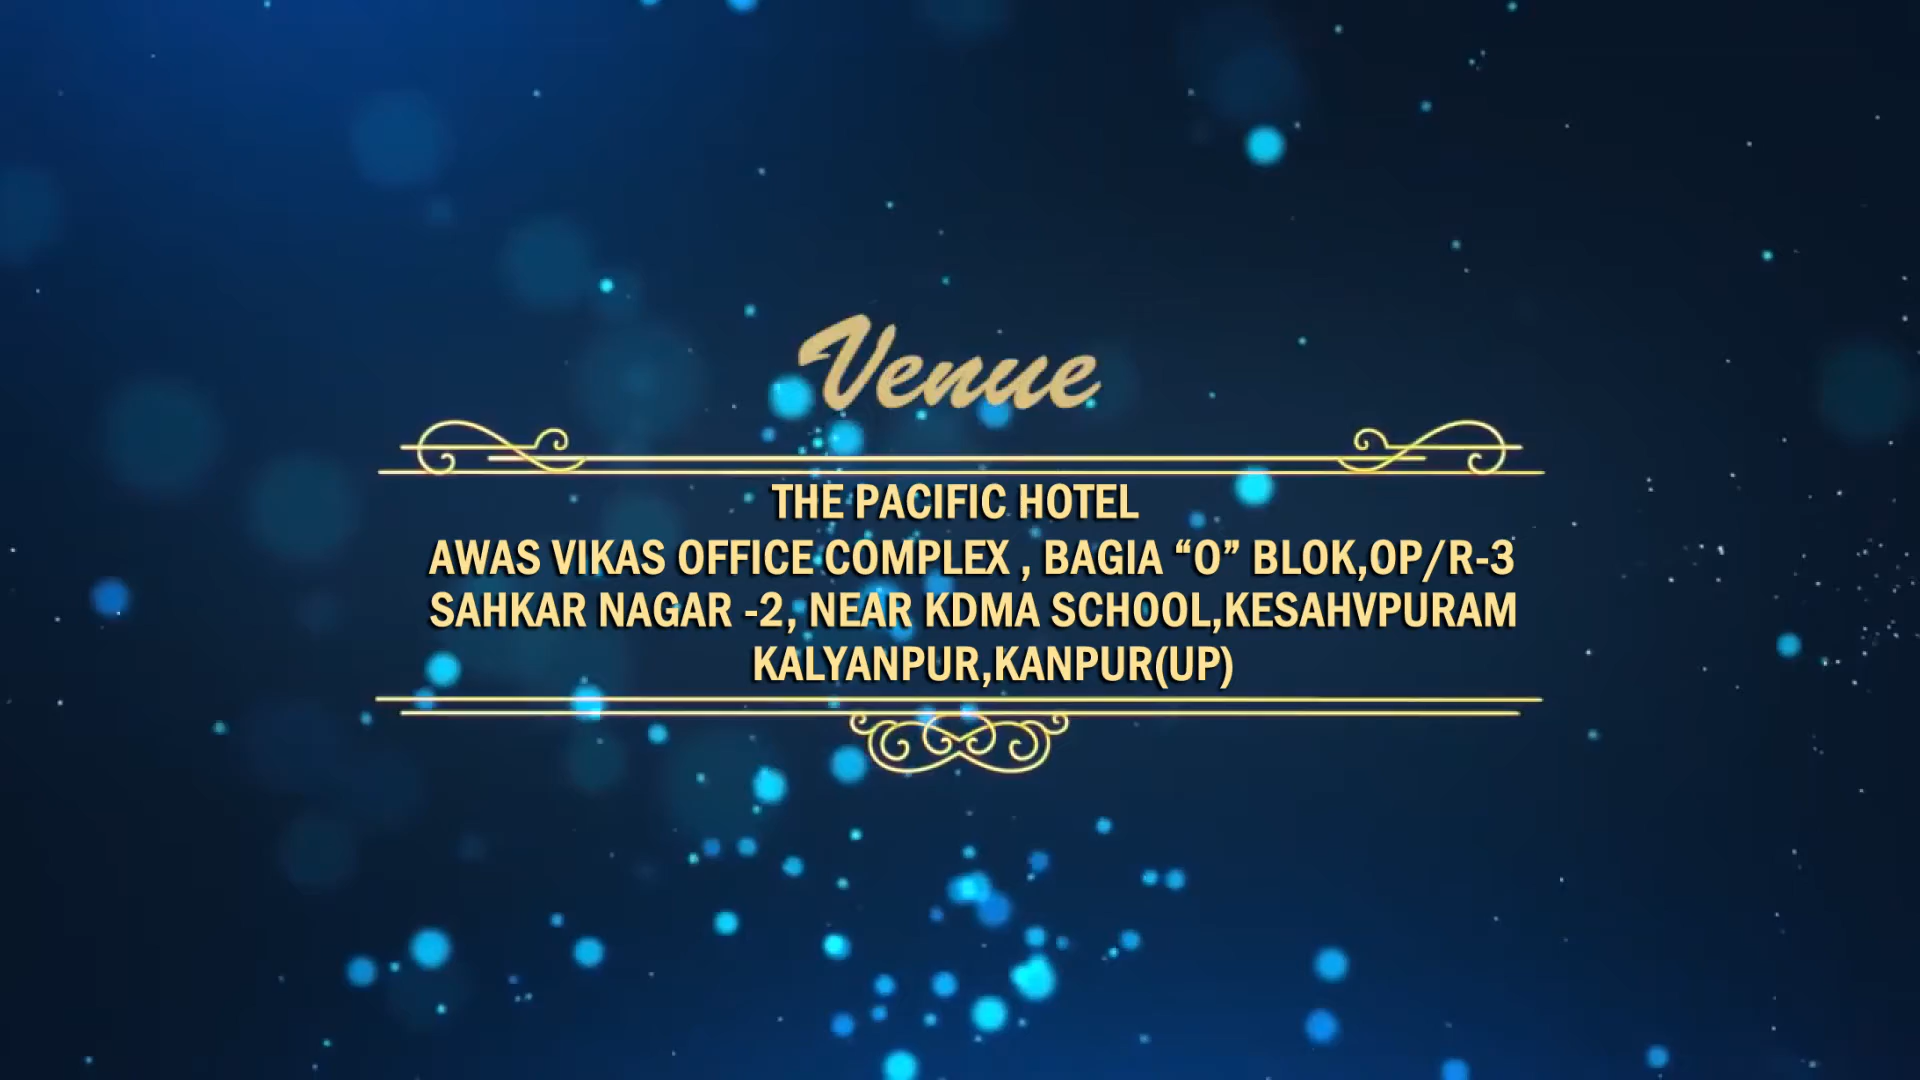 Venue
THE PACIFIC HOTEL
AWAS VIKAS OFFICE COMPLEX , BAGIA “O” BLOK,OP/R-3
SAHKAR NAGAR -2, NEAR KDMA SCHOOL,KESAHVPURAM
KALYANPUR,KANPUR(UP)